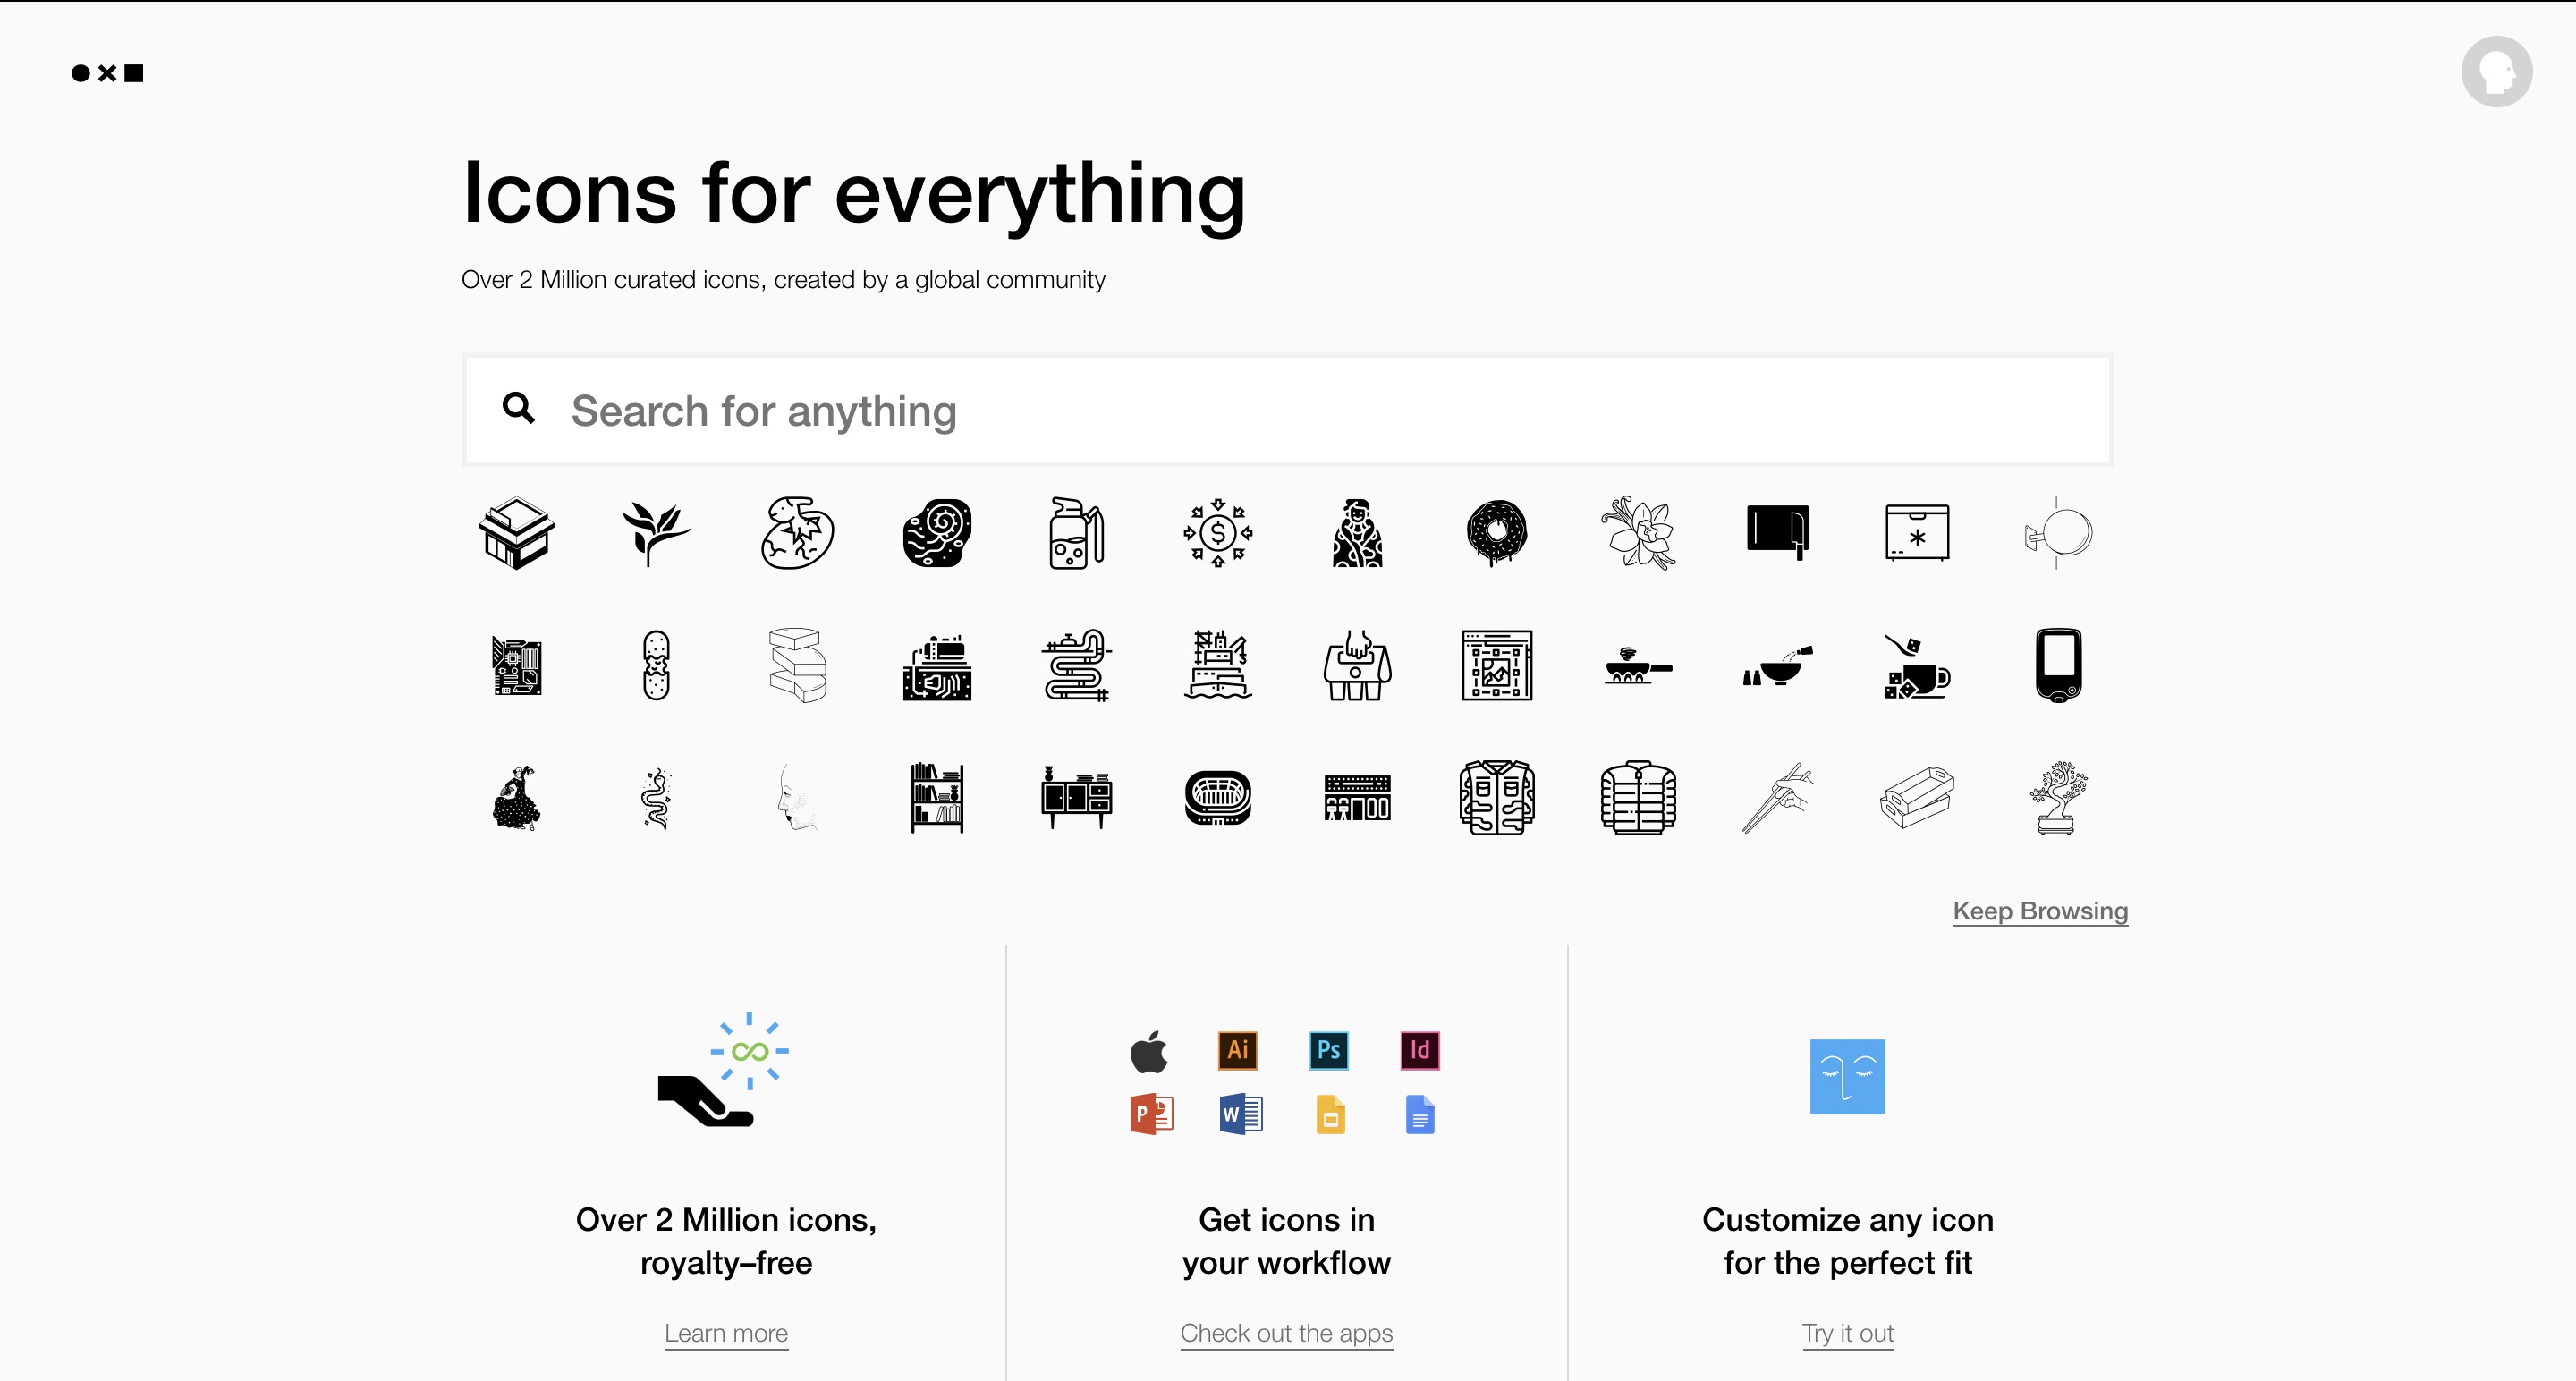 Icons for everything
Over 2 Million curated icons, created by a global community
Search for anything
$
Keep Browsing
Ai
Ps
Id
P
W
Over 2 Million icons,
royalty–free
Get icons in
your workflow
Customize any icon
for the perfect fit
Learn more
Check out the apps
Try it out